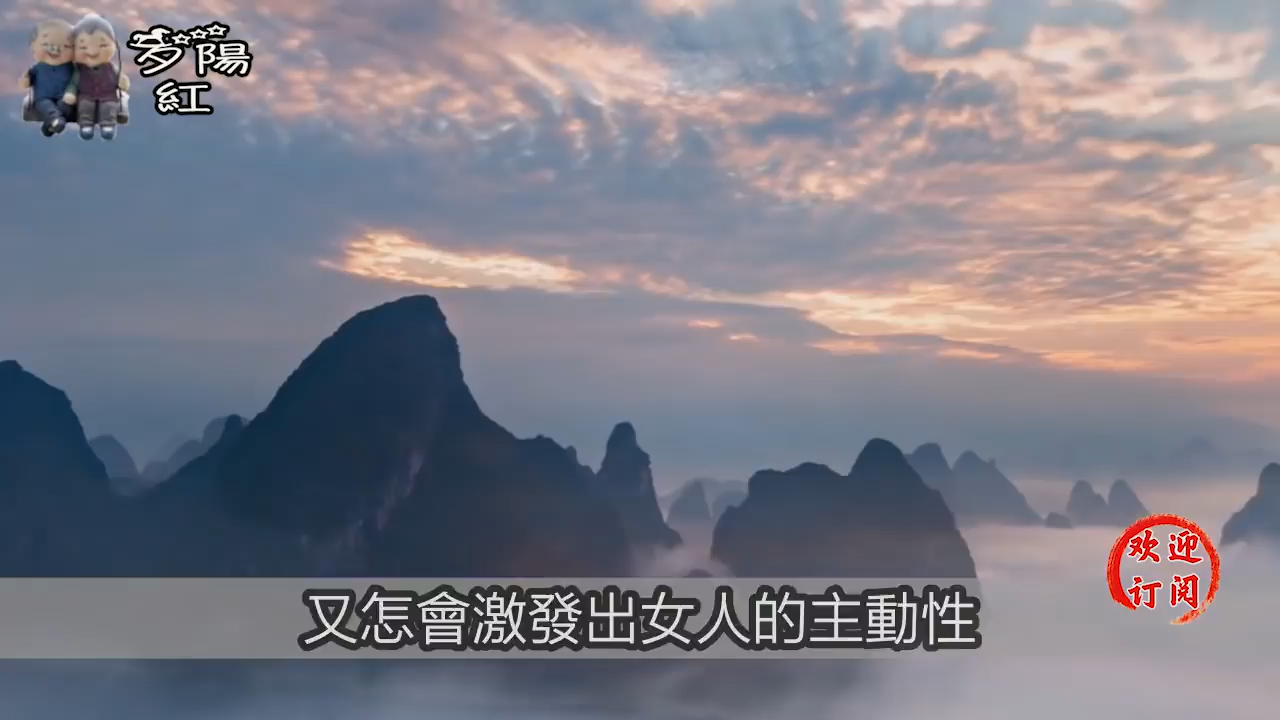 夕陽
紅
欢迎
订阅
又怎會激發出女人的主動性